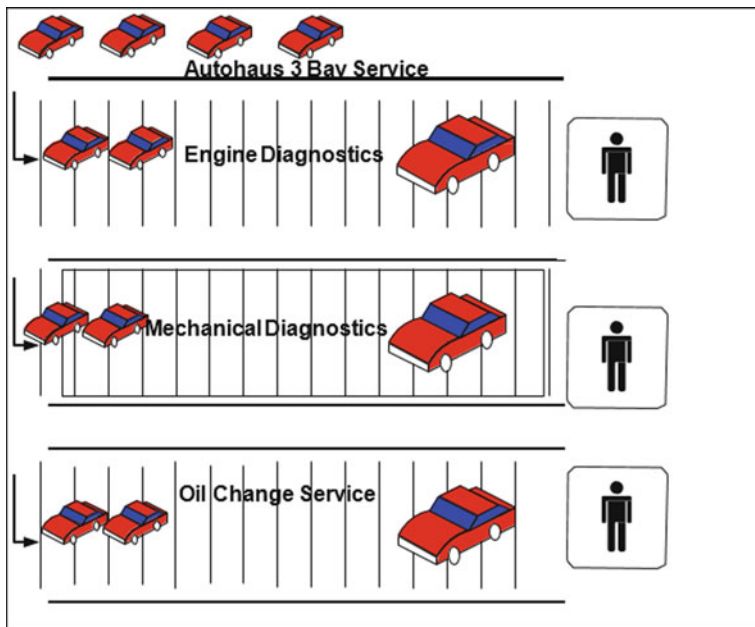 Autohaus 3 Bay Service
Engine Diagnostics
Mechanical Diagnostics
Oil Change Service